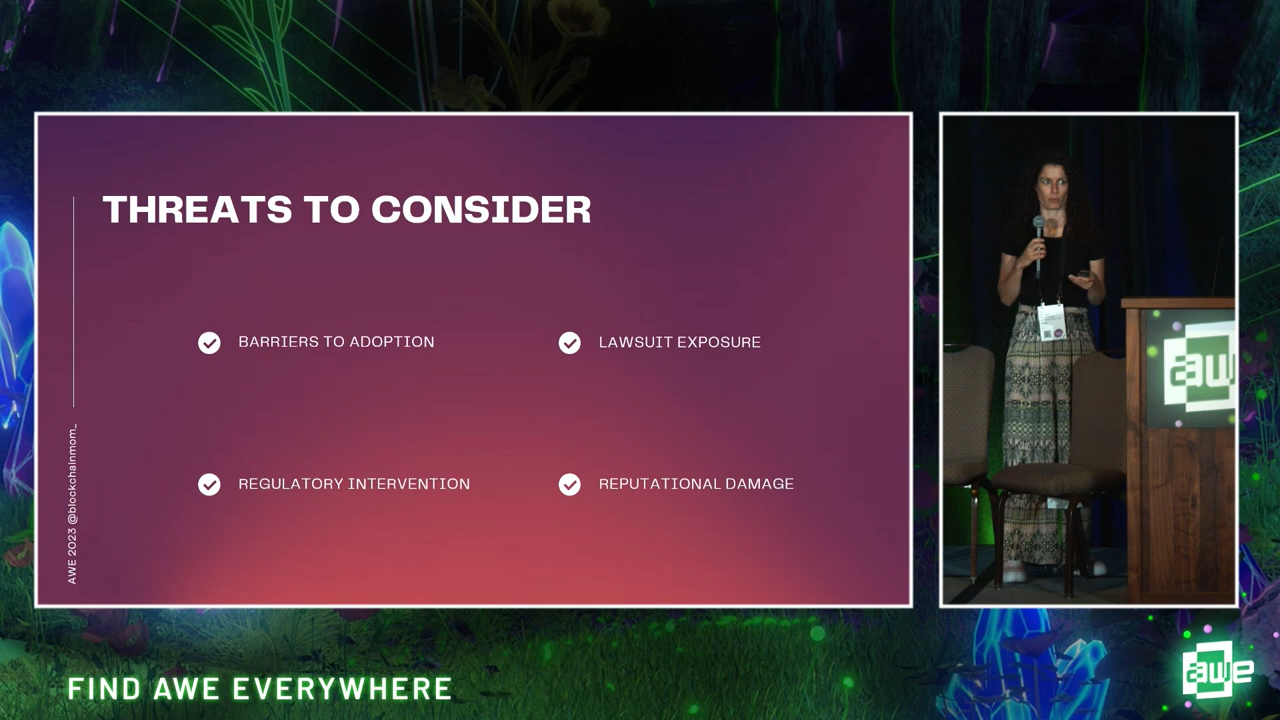 THREATS TO CONSIDER
BARRIERS TO ADOPTION
LAWSUIT EXPOSURE
REGULATORY INTERVENTION
REPUTATIONAL DAMAGE
AWE 2023 @blockchainmom_
awe
FIND AWE EVERYWHERE
awe